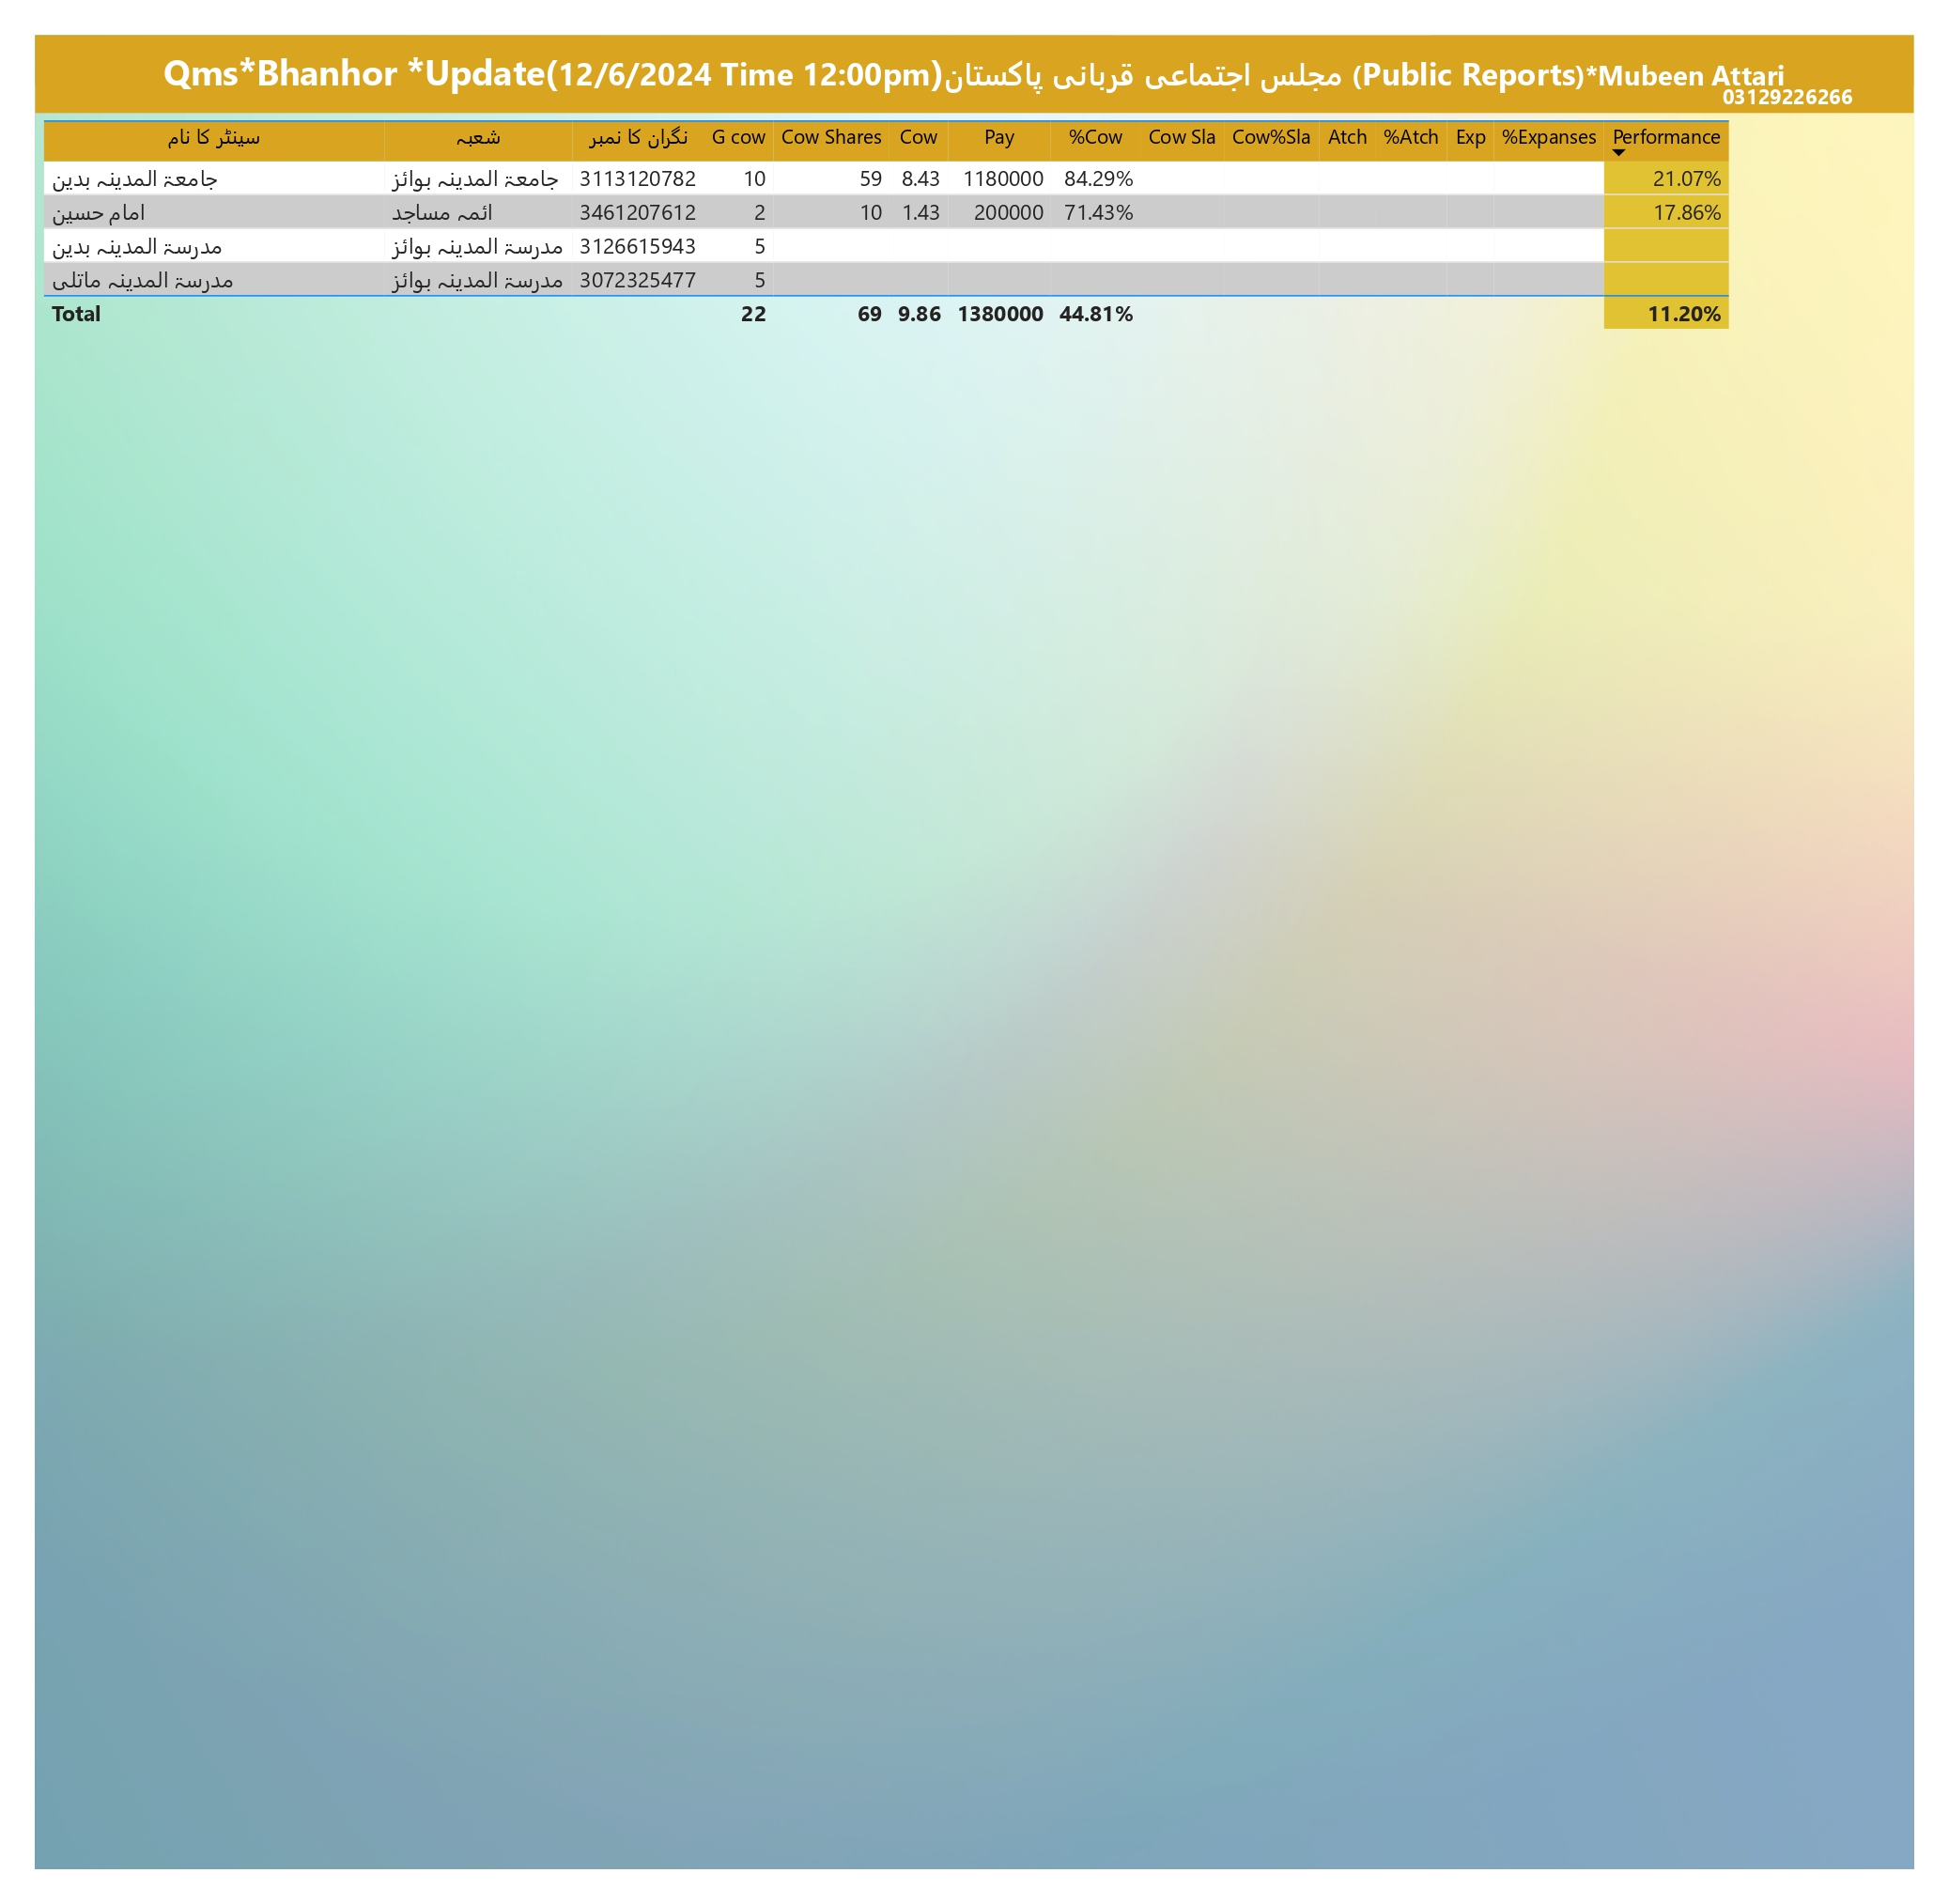 Qms*Bhanhor *Update(12/6/2024 Time 12:00pm)مجلس اجتماعی قربانی پاکستان (Public Reports)*Mubeen Attari
03129226266
سینٹر کا نام شعبہ نگران کا نمبر G cow Cow Shares Cow Pay %Cow Cow Sla Cow%Sla Atch %Atch Exp %Expanses Performance
جامعۃ المدینہ بدین جامعۃ المدینہ بوائز 3113120782 10 59 8.43 1180000 84.29% 21.07%
امام حسین ائمہ مساجد 3461207612 2 10 1.43 200000 71.43% 17.86%
مدرسۃ المدینہ بدین مدرسۃ المدینہ بوائز 3126615943 5
مدرسۃ المدینہ ماتلی مدرسۃ المدینہ بوائز 3072325477 5
Total 22 69 9.86 1380000 44.81% 11.20%